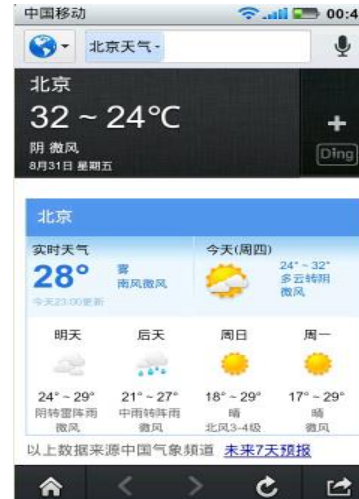 中国移动 00:4
北京天气-
北京
32 ~ 24℃
阴 微风
8月31日 星期五
+
Ding
北京
实时天气 今天(周四)
28° 雾 南风微风 24° ~ 32° 多云转阴 微风
今天23:00更新
明天 后天 周日 周一
24° ~ 29° 21° ~ 27° 18° ~ 29° 17° ~ 29°
阴转雷阵雨 中雨转阵雨 晴 晴
微风 微风 北风3-4级 微风
以上数据来源中国气象频道 未来7天预报